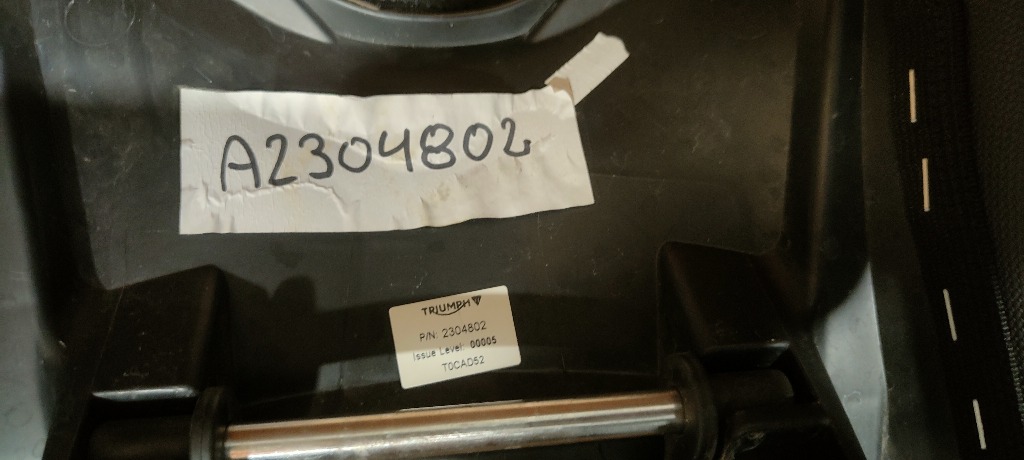 A2304802
TRIUMPH
P/N: 2304802
Issue Level: 00005
T0CAD52